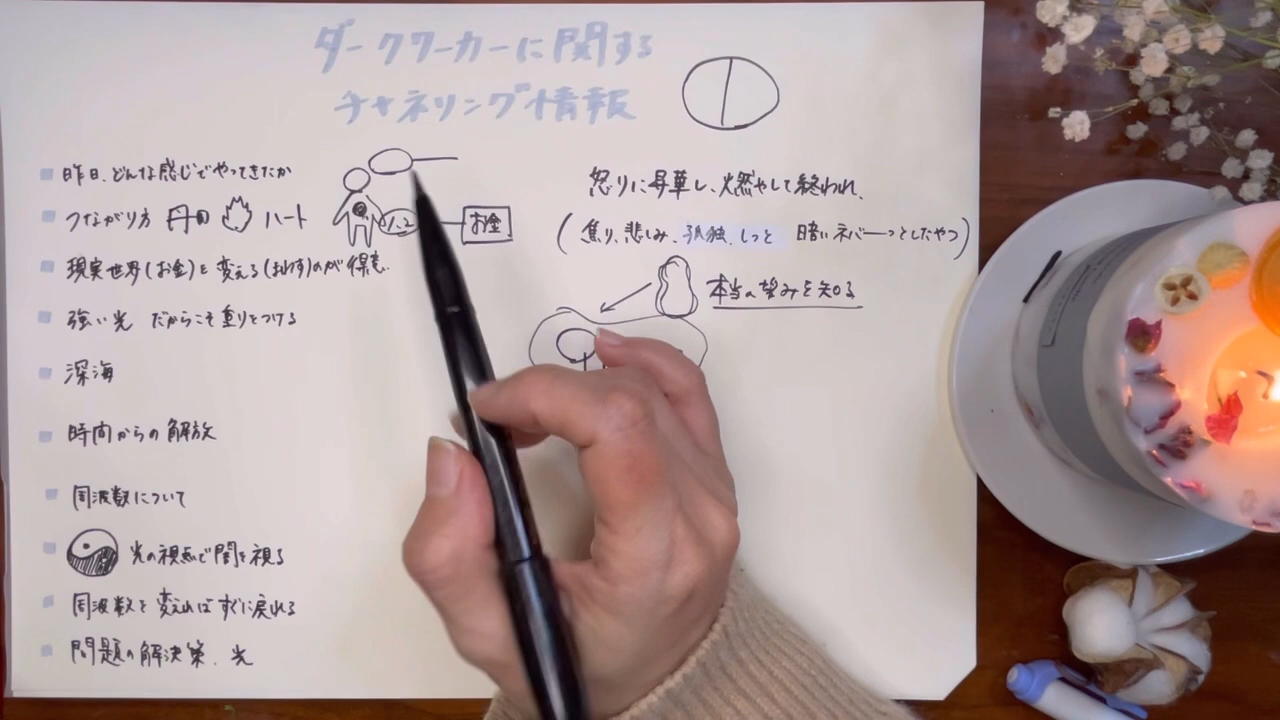 ダークワーカーに関する
チャネリング情報
昨日、どんな感じでやってきたか
つながり方 丹田 ハート
現実世界(お金)を変える(おとす)のが得意
強い光 だからこそ重りをつける
深海
時間からの解放
周波数について
光の視点で闇を視る
周波数を変えればすぐに戻れる
問題の解決策、光
1、2
お金
怒りに昇華し、燃やして終われ、
(焦り、悲しみ、孤独、しっと 暗いネバーっとしたやつ)
本当の望みを知る